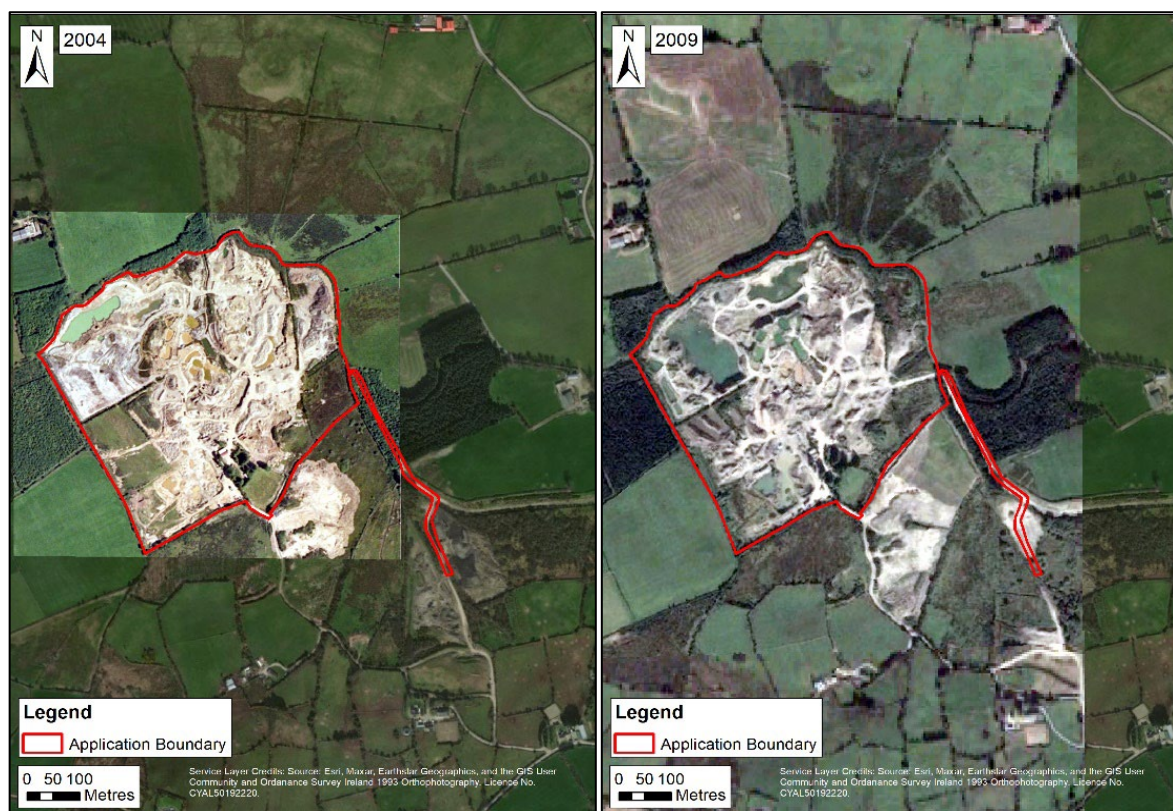 N
2004
Legend
Application Boundary
0 50 100
Metres
Service Layer Credits: Source: Esri, Maxar, Earthstar Geographics, and the GIS User
Community and Ordanance Survey Ireland 1993 Orthophotography. Licence No.
CYAL50192220.
N
2009
Legend
Application Boundary
0 50 100
Metres
Service Layer Credits: Source: Esri, Maxar, Earthstar Geographics, and the GIS User
Community and Ordanance Survey Ireland 1993 Orthophotography. Licence No.
CYAL50192220.